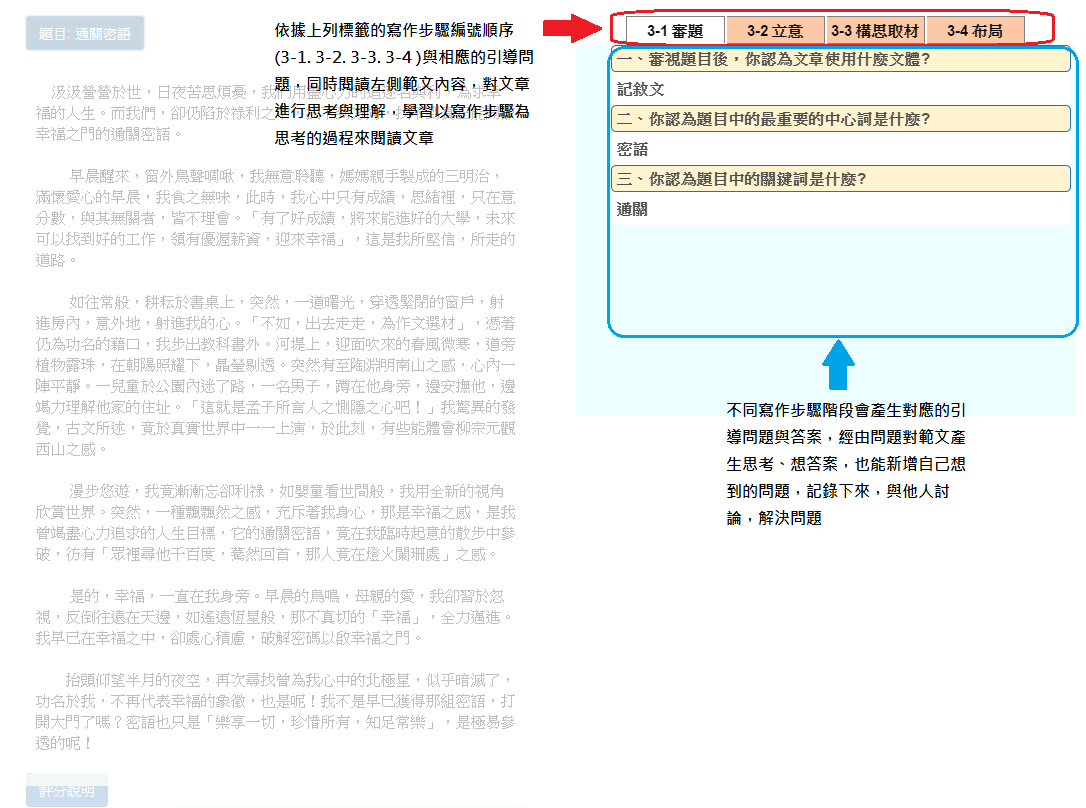 題目: 通關密語
依據上列標籤的寫作步驟編號順序
(3-1. 3-2. 3-3. 3-4 )與相應的引導問
題，同時閱讀左側範文內容，對文章
進行思考與理解，學習以寫作步驟為
思考的過程來閱讀文章
3-1 審題
3-2 立意
3-3 構思取材
3-4 布局
一、審視題目後，你認為文章使用什麼文體?
記敘文
二、你認為題目中的最重要的中心詞是什麼?
密語
三、你認為題目中的關鍵詞是什麼?
通關
不同寫作步驟階段會產生對應的引
導問題與答案，經由問題對範文產
生思考、想答案，也能新增自己想
到的問題，記錄下來，與他人討
論，解決問題
汲汲營營於世，日夜苦思煩憂，我們用盡心力的追逐名與利，為求幸
福的人生。而我們，卻仍陷於祿利之
幸福之門的通關密語。
早晨醒來，窗外鳥聲啁啾，我無意聆聽，媽媽親手製成的三明治，
滿懷愛心的早晨，我食之無味，此時，我心中只有成績，思緒裡，只在意
分數，與其無關者，皆不理會。「有了好成績，將來能進好的大學，未來
可以找到好的工作，領有優渥薪資，迎來幸福」，這是我所堅信，所走的
道路。
如往常般，耕耘於書桌上，突然，一道曙光，穿透緊閉的窗戶，射
進房內，意外地，射進我的心。「不如，出去走走，為作文選材」，憑著
仍為功名的藉口，我步出教科書外。河堤上，迎面吹來的春風微寒，道旁
植物露珠，在朝陽照耀下，晶瑩剔透。突然有至陶淵明南山之感，心內一
陣平靜。一兒童於公園內迷了路，一名男子，蹲在他身旁，邊安撫他，邊
竭力理解他家的住址。「這就是孟子所言人之惻隱之心吧！」我驚異的發
覺，古文所述，竟於真實世界中一一上演，於此刻，有些能體會柳宗元觀
西山之感。
漫步悠遊，我竟漸漸忘卻利祿，如嬰童看世間般，我用全新的視角
欣賞世界。突然，一種飄飄然之感，充斥著我身心，那是幸福之感，是我
曾竭盡心力追求的人生目標，它的通關密語，竟在我臨時起意的散步中參
破，彷有「眾裡尋他千百度，驀然回首，那人竟在燈火闌珊處」之感。
是的，幸福，一直在我身旁。早晨的鳥鳴，母親的愛，我卻習於忽
視，反倒往遠在天邊，如遙遠恆星般，那不真切的「幸福」，全力邁進。
我早已在幸福之中，卻處心積慮，破解密碼以啟幸福之門。
抬頭仰望半月的夜空，再次尋找曾為我心中的北極星，似乎暗滅了，
功名於我，不再代表幸福的象徵，也是呢！我不是早已獲得那組密語，打
開大門了嗎？密語也只是「樂享一切，珍惜所有，知足常樂」，是極易參
透的呢！
評分說明